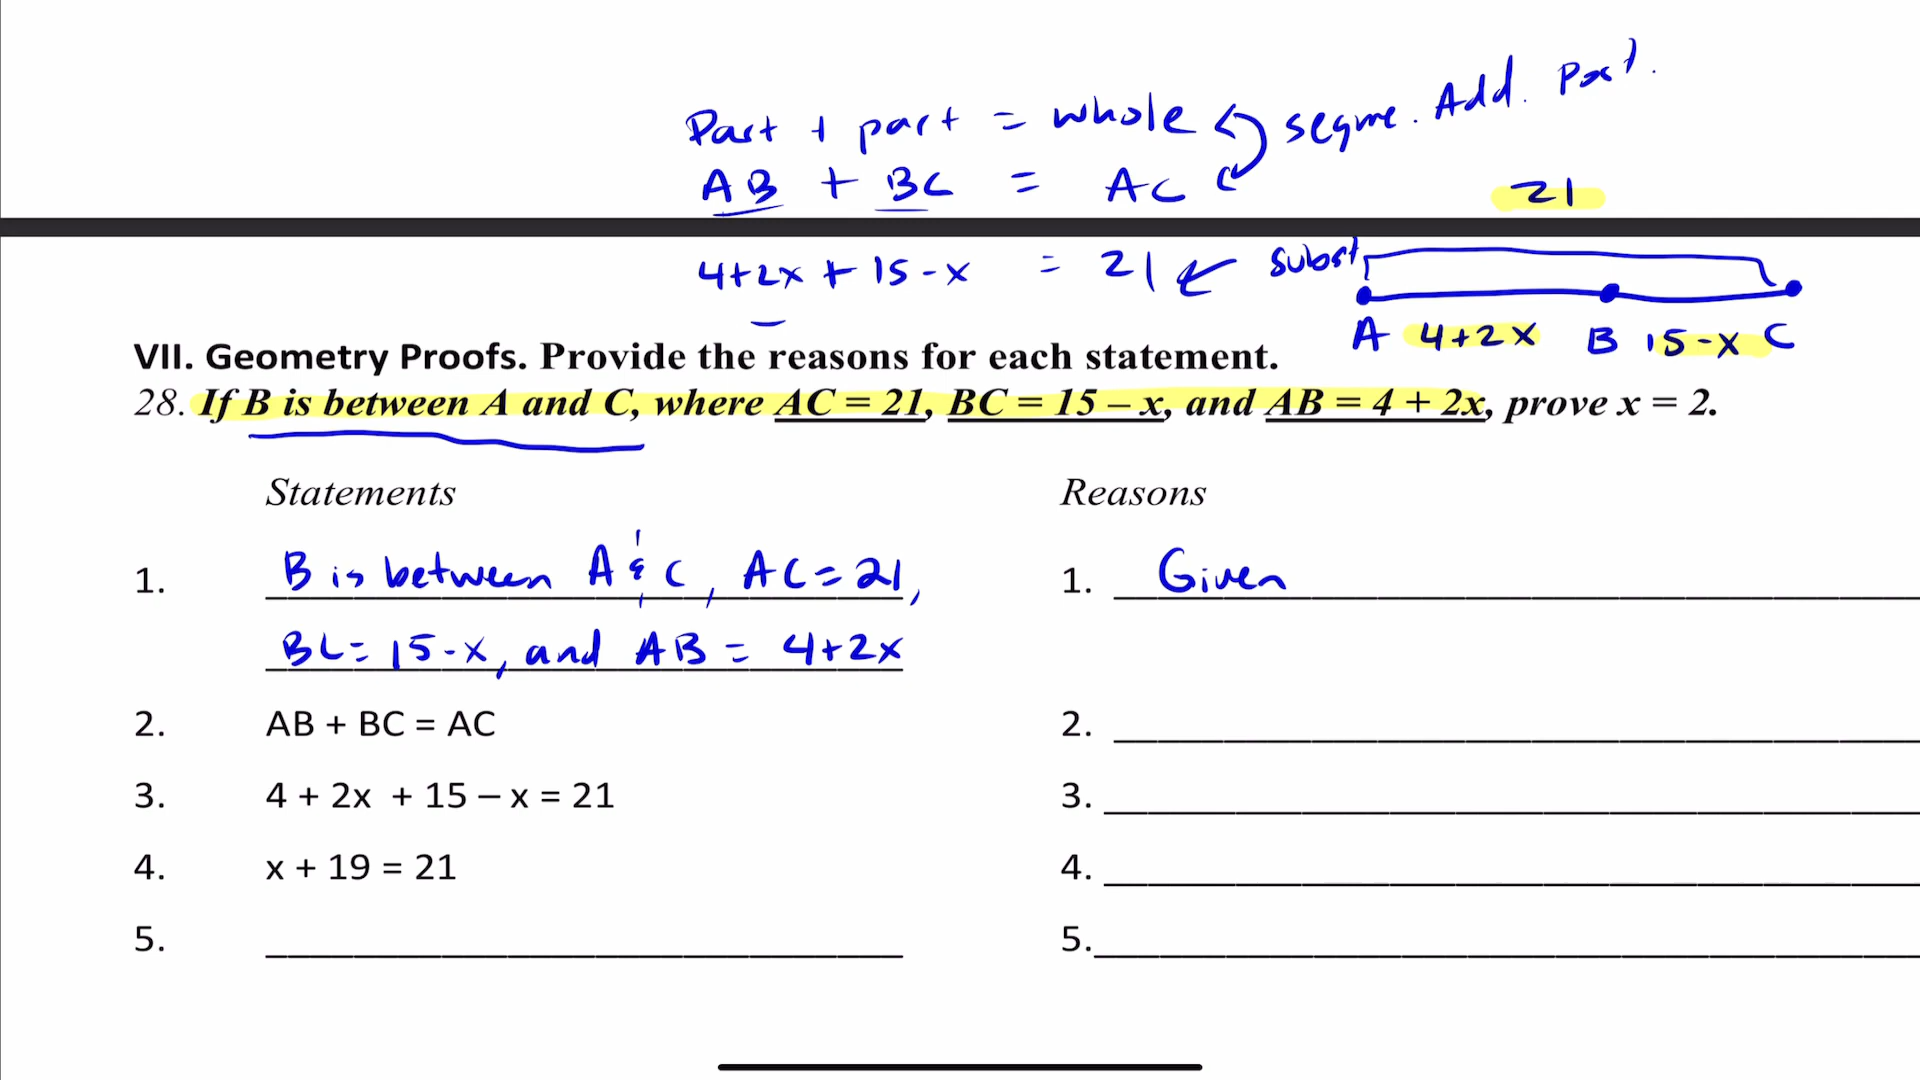 Part + part = whole segme. Add. Post.
AB + BC = AC
21
4+2x + 15-x = 21 subst
A 4+2x B 15-x C
VII. Geometry Proofs. Provide the reasons for each statement.
28. If B is between A and C, where AC = 21, BC = 15 – x, and AB = 4 + 2x, prove x = 2.
Statements Reasons
1. B is between A & C, AC=21, 1. Given
BC= 15-x, and AB = 4+2x
2. AB + BC = AC 2.
3. 4 + 2x + 15 – x = 21 3.
4. x + 19 = 21 4.
5. 5.